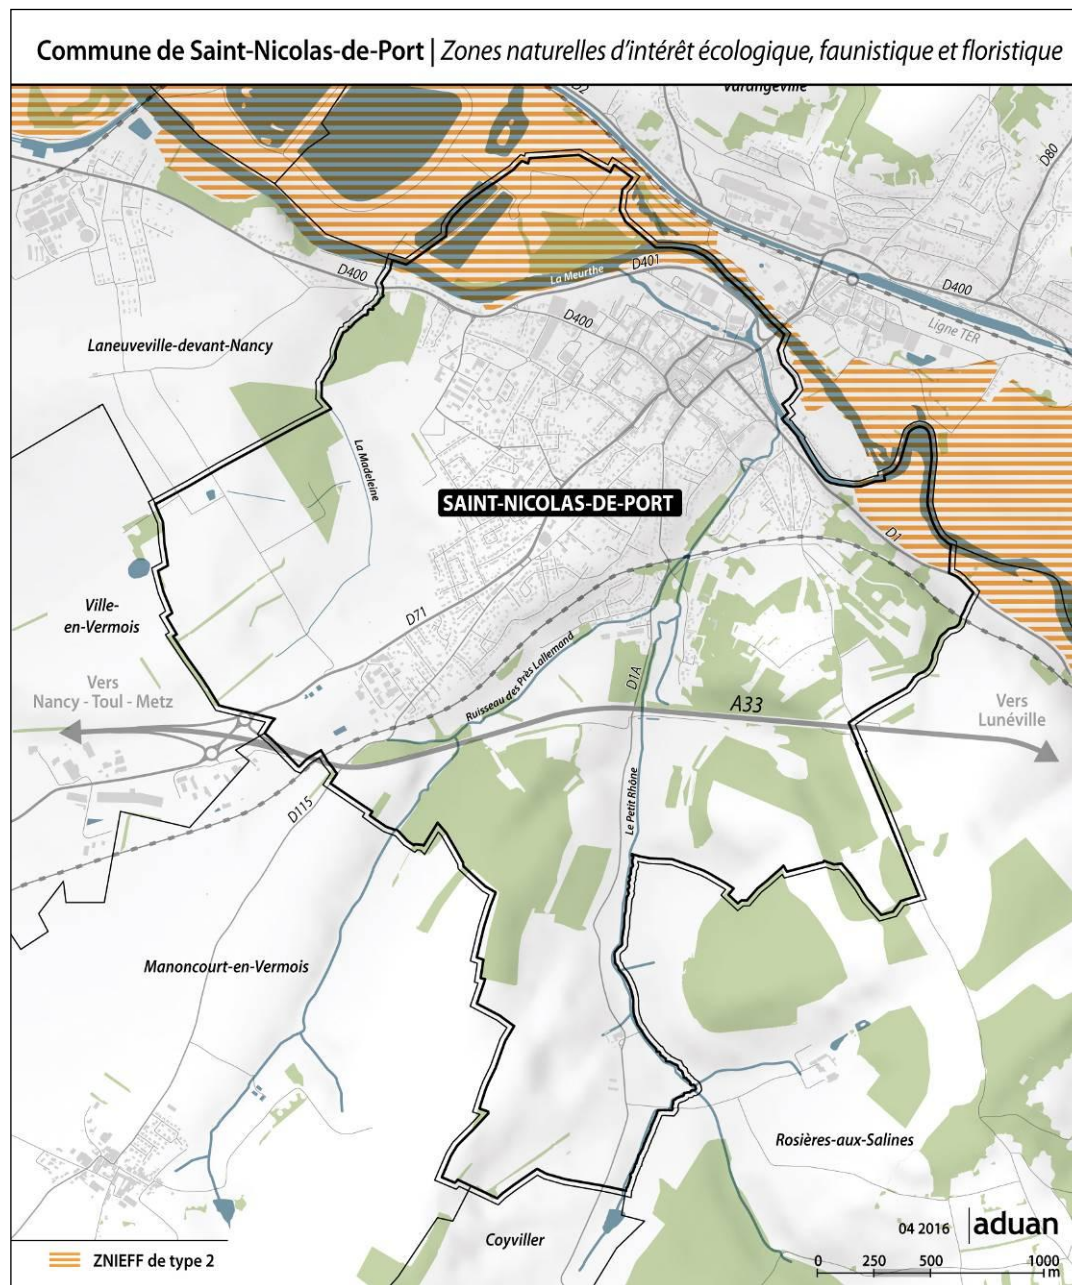 Commune de Saint-Nicolas-de-Port | Zones naturelles d'intérêt écologique, faunistique et floristique
Varangéville
D80
D400
D401
La Meurthe
D400
D400
Ligne TER
Laneuveville-devant-Nancy
La Madeleine
SAINT-NICOLAS-DE-PORT
D1
Ville-
en-Vermois
D71
Ruisseau des Près Lallemand
D1A
A33
Vers
Nancy - Toul - Metz
Vers
Lunéville
D115
Le Petit Rhône
Manoncourt-en-Vermois
Rosières-aux-Salines
Coyviller
04 2016
aduan
ZNIEFF de type 2
0 250 500 1000
m